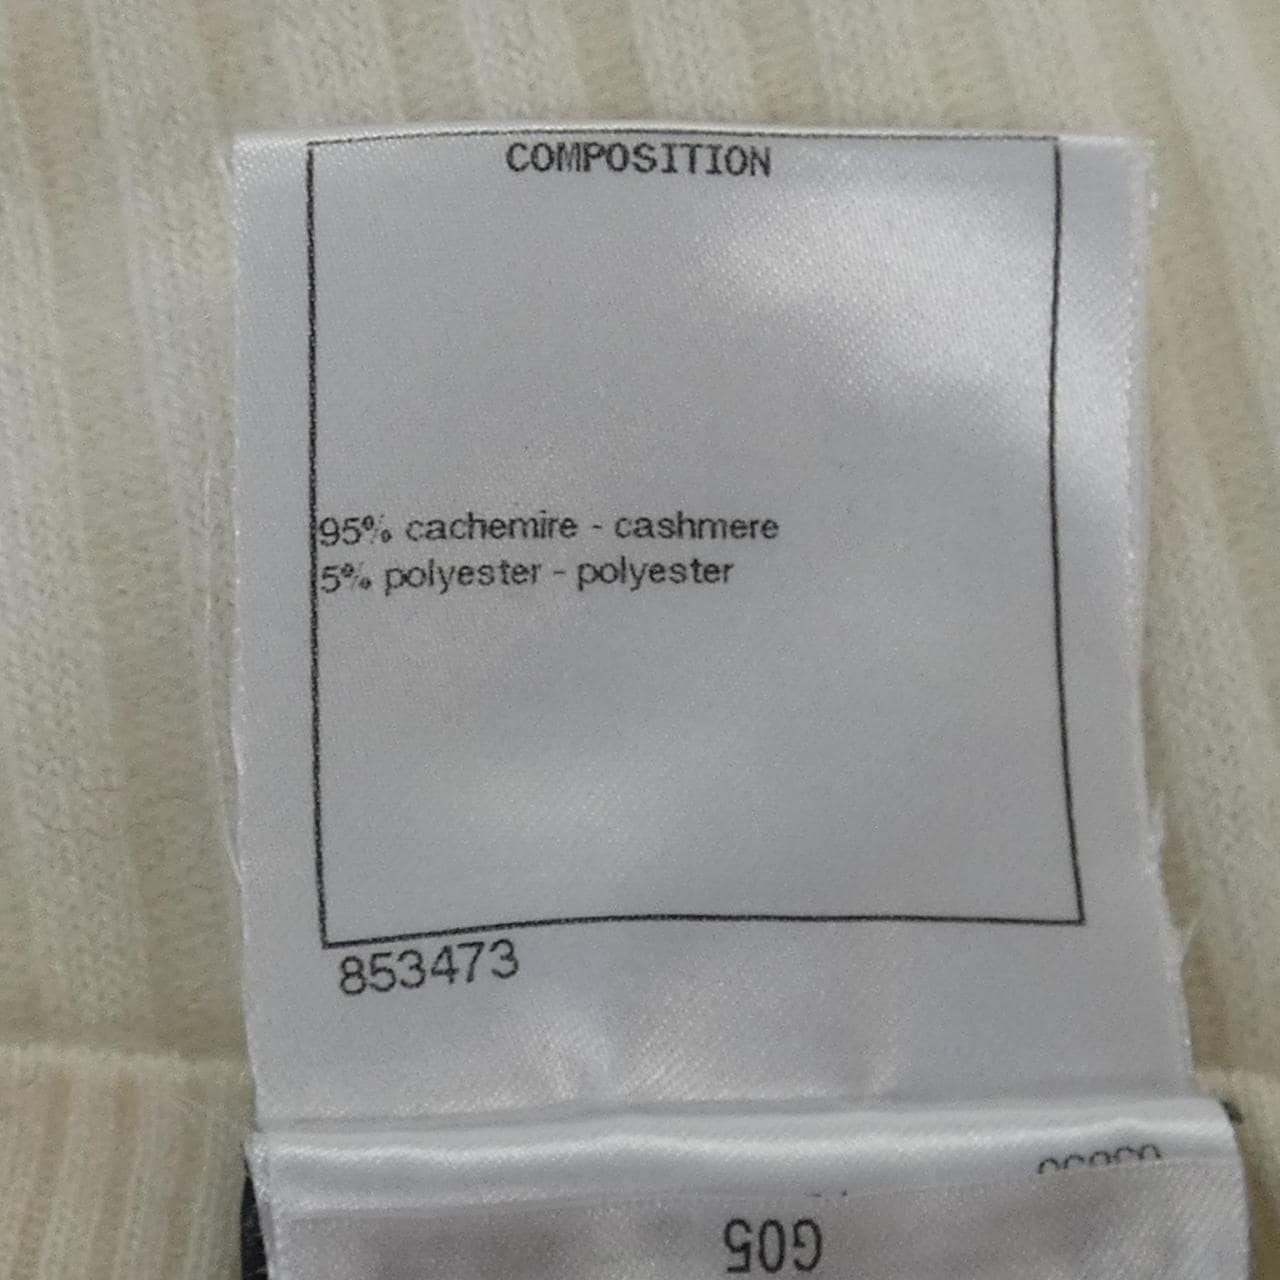 COMPOSITION
95% cachemire - cashmere
5% polyester - polyester
853473
G05